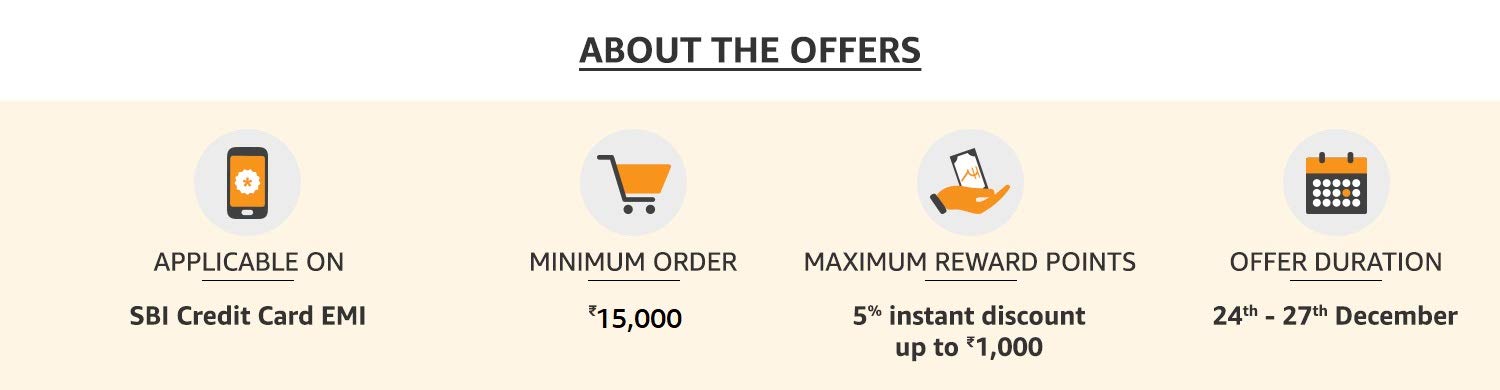 ABOUT THE OFFERS
APPLICABLE ON
SBI Credit Card EMI
MINIMUM ORDER
₹15,000
MAXIMUM REWARD POINTS
5% instant discount
up to ₹1,000
OFFER DURATION
24th - 27th December